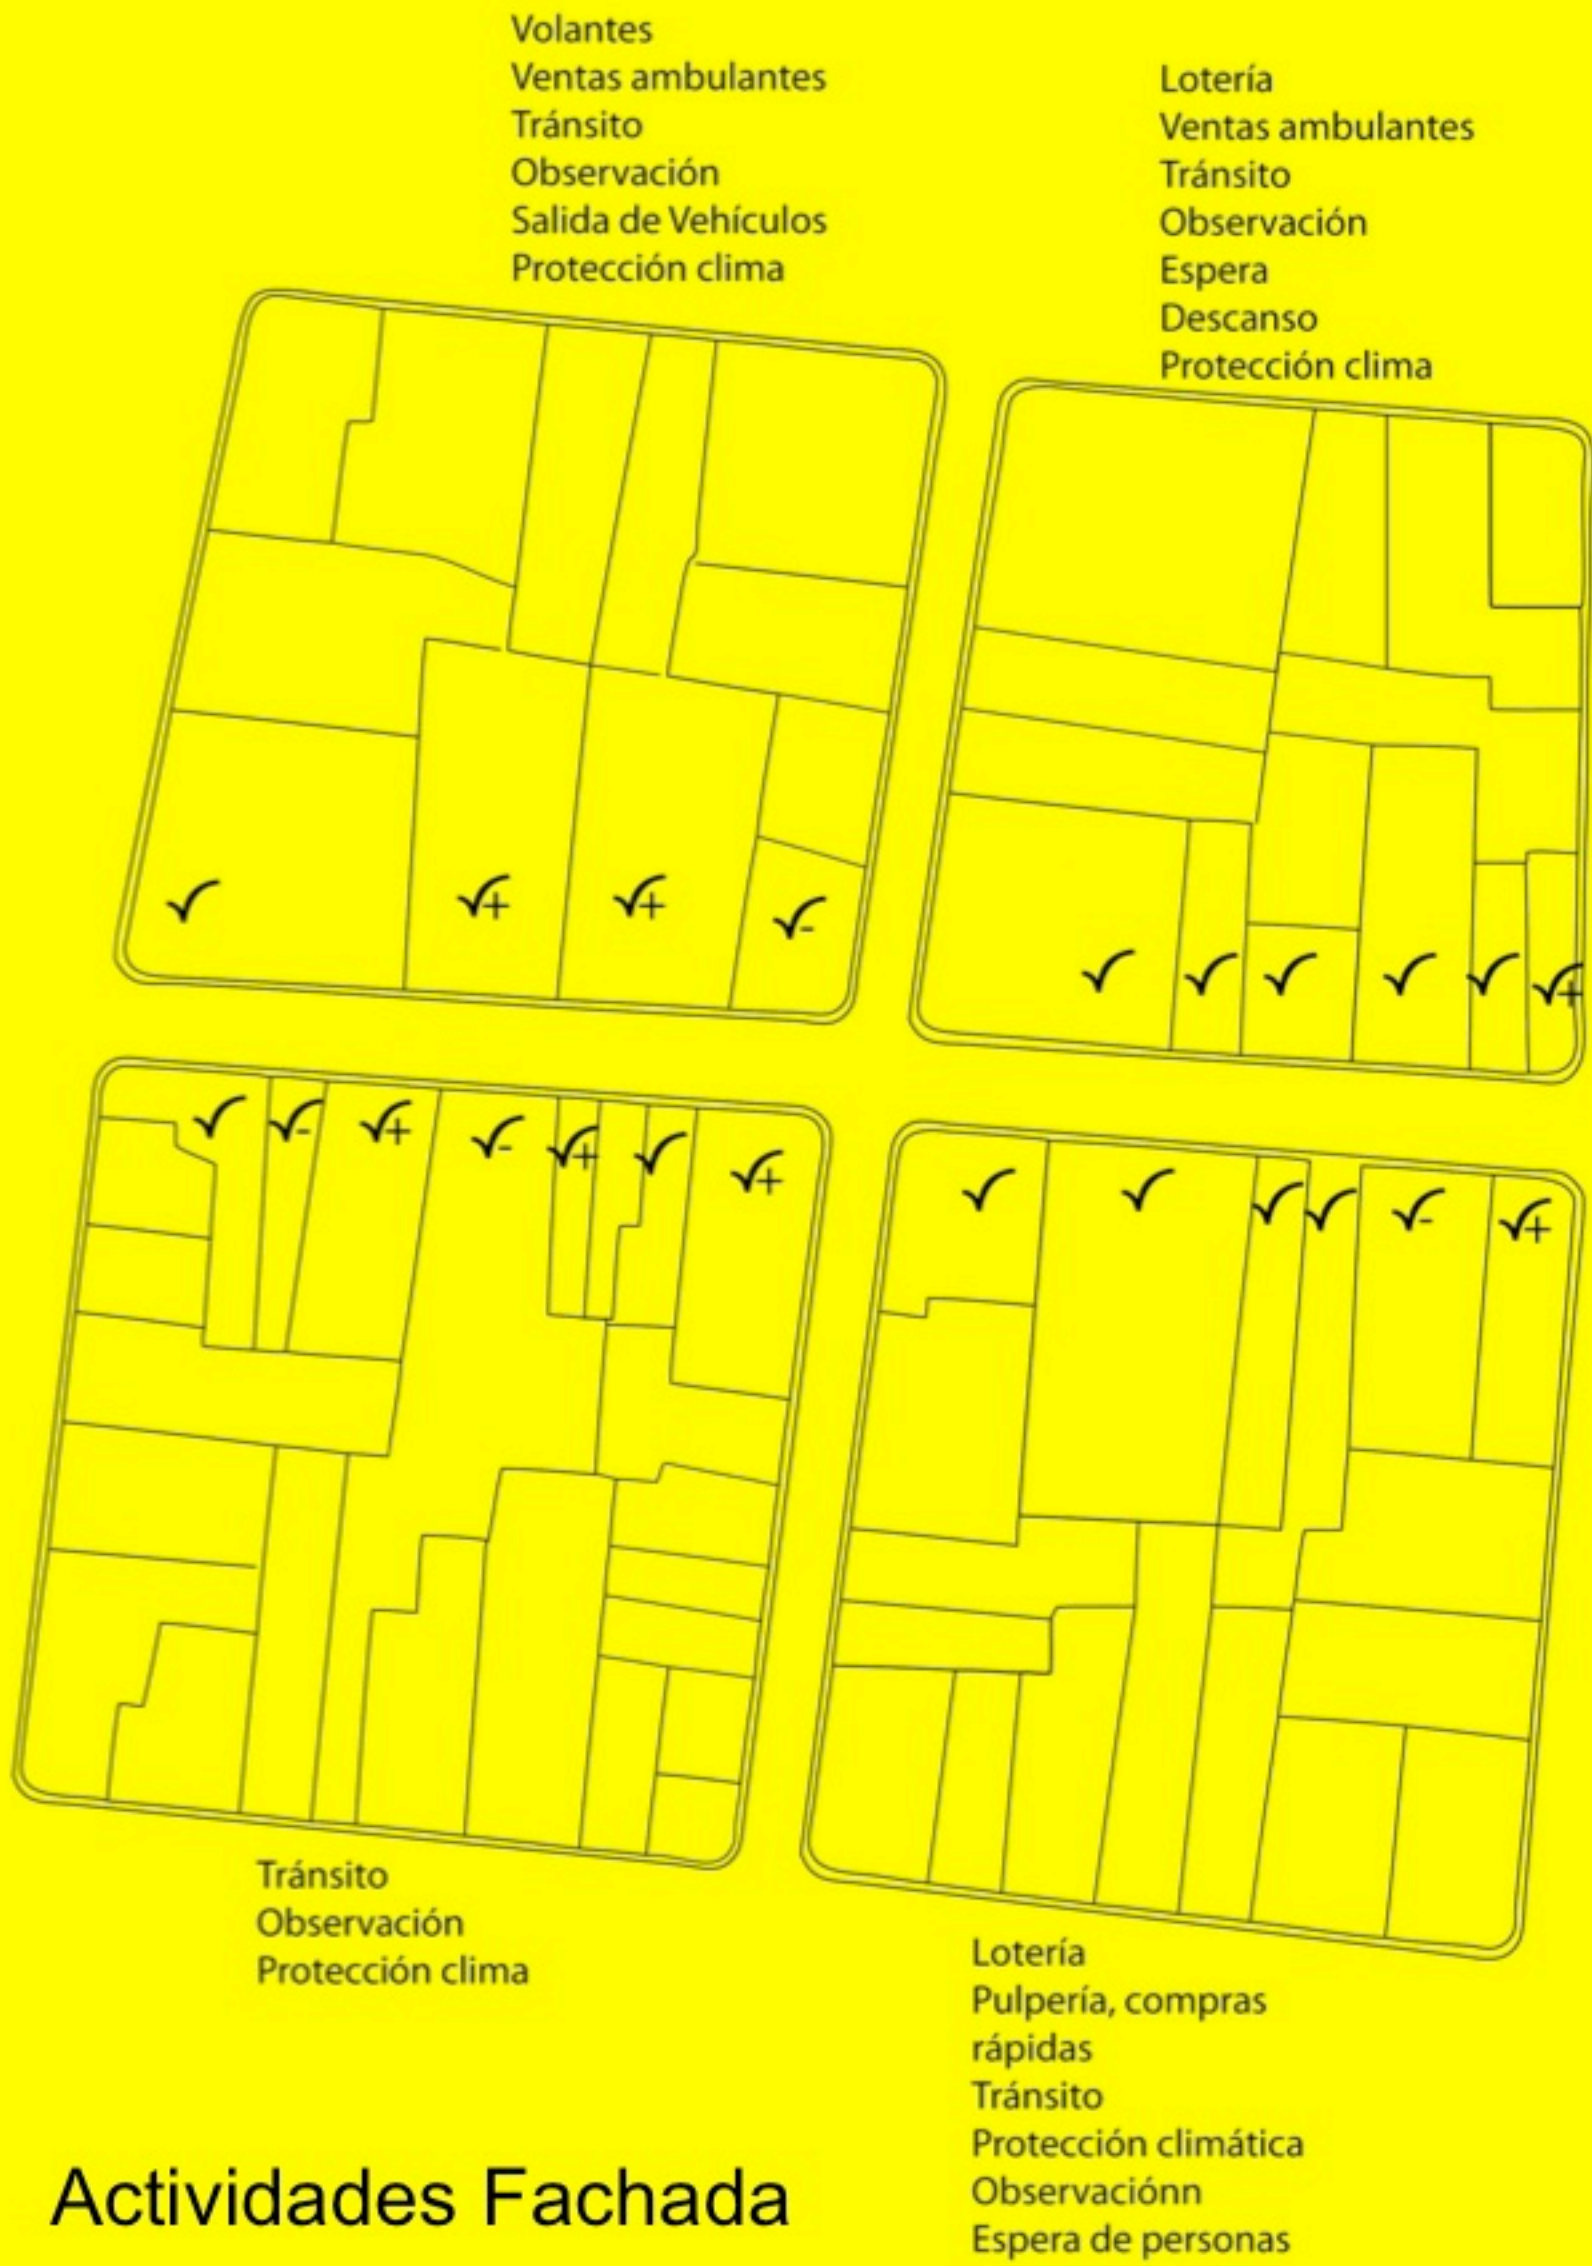 Volantes
Ventas ambulantes
Tránsito
Observación
Salida de Vehículos
Protección clima
Lotería
Ventas ambulantes
Tránsito
Observación
Espera
Descanso
Protección clima
Tránsito
Observación
Protección clima
Lotería
Pulpería, compras
rápidas
Tránsito
Protección climática
Observaciónn
Espera de personas
Actividades Fachada